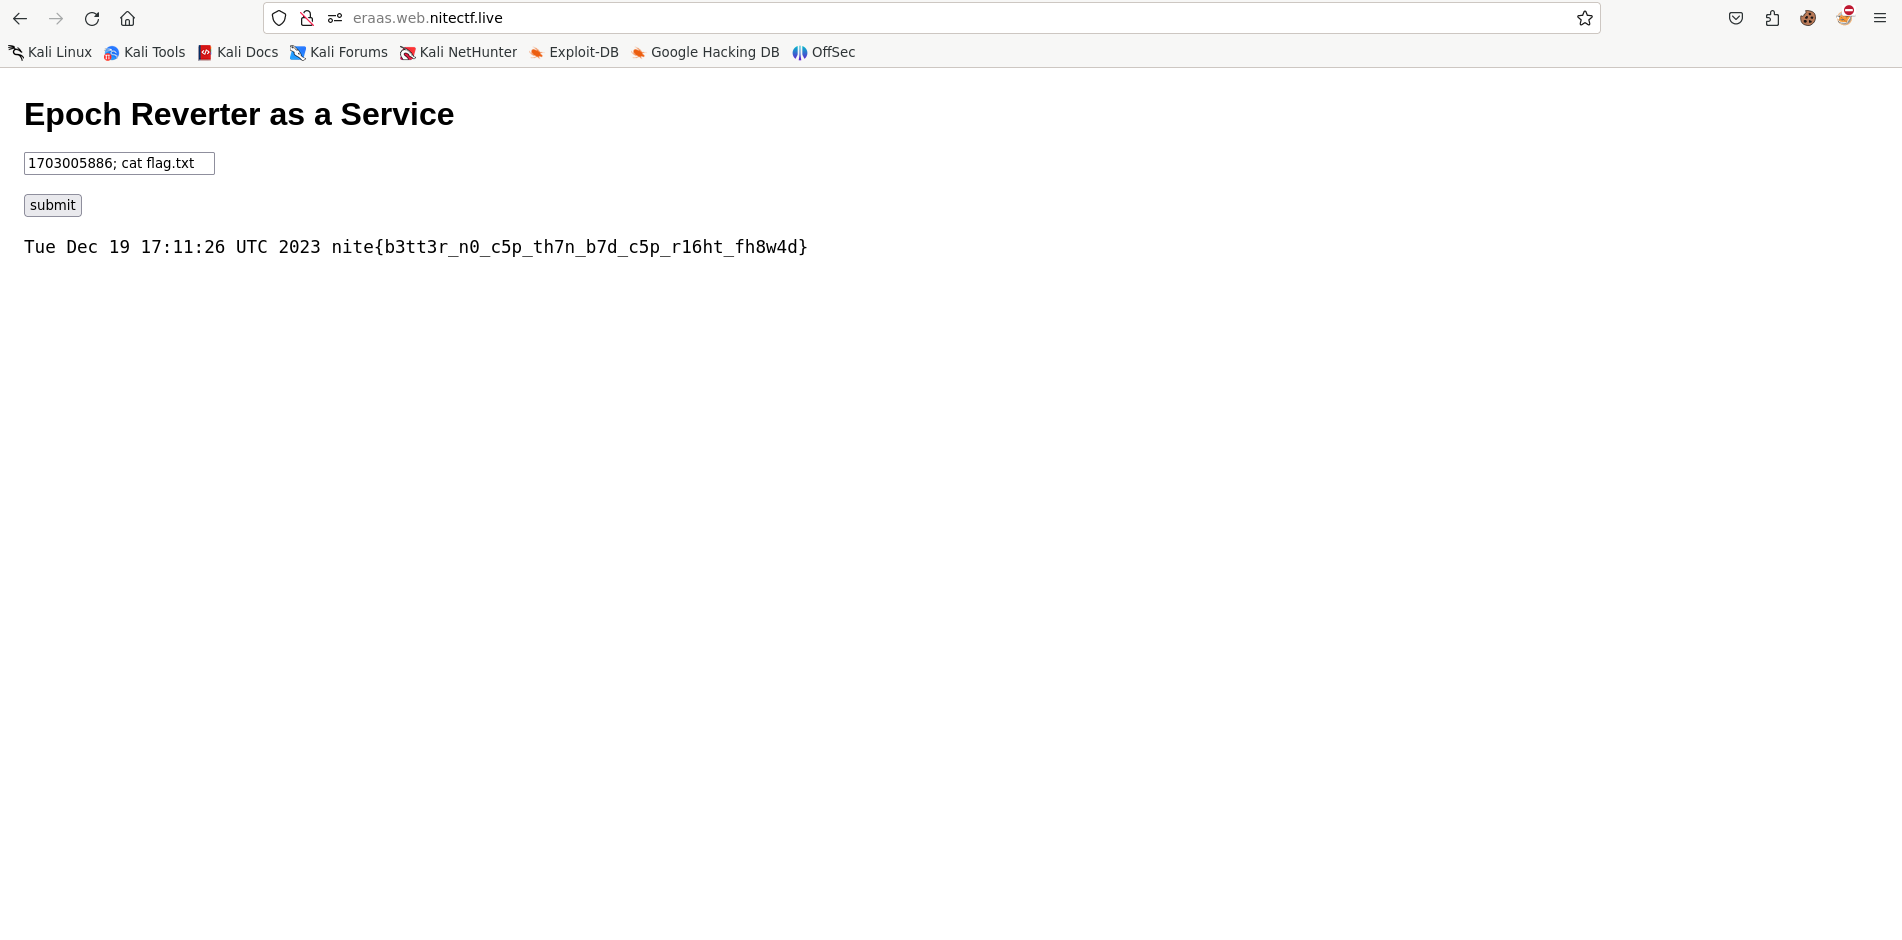 eraas.web.nitectf.live
Kali Linux Kali Tools Kali Docs Kali Forums Kali NetHunter Exploit-DB Google Hacking DB OffSec
Epoch Reverter as a Service
1703005886; cat flag.txt
submit
Tue Dec 19 17:11:26 UTC 2023 nite{b3tt3r_n0_c5p_th7n_b7d_c5p_r16ht_fh8w4d}